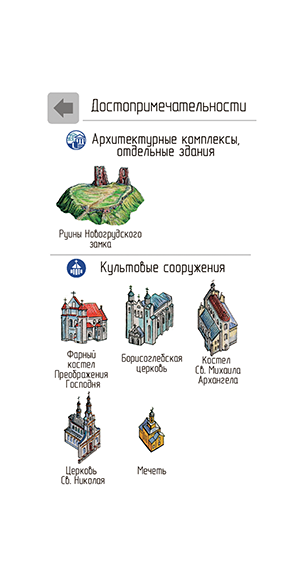 Достопримечательности
Архитектурные комплексы,
отдельные здания
Руины Новогрудского
замка
Культовые сооружения
Фарный
костел
Преображения
Господня
Борисоглебская
церковь
Костел
Св. Михаила
Архангела
Церковь
Св. Николая
Мечеть